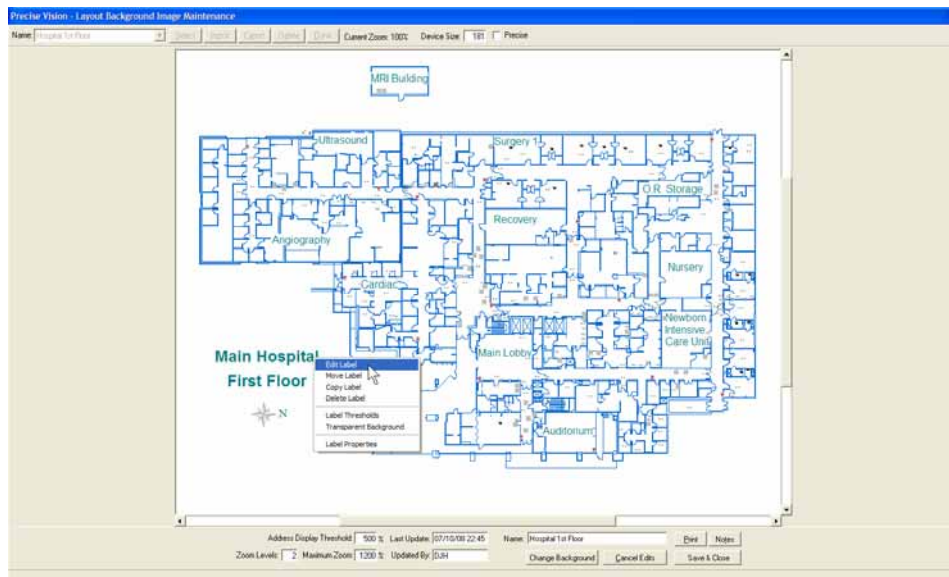 Precise Vision - Layout Background Image Maintenance
Name: Hospital 1st Floor Select Import Export Delete Current Zoom: 100% Device Size: 181 Precise
MRI Building
Ultrasound
Surgery 1
O.R. Storage
Recovery
Angiography
Nursery
Cardiac
Newborn
Intensive
Care Unit
Main Lobby
Main Hospital
First Floor
N
Edit Label
Move Label
Copy Label
Delete Label
Label Thresholds
Transparent Background
Label Properties
Auditorium
Address Display Threshold: 500 % Last Update: 07/10/08 22:45 Name: Hospital 1st Floor Print Notes
Zoom Levels: 2 Maximum Zoom: 1200 % Updated By: DJH Change Background Cancel Edits Save & Close